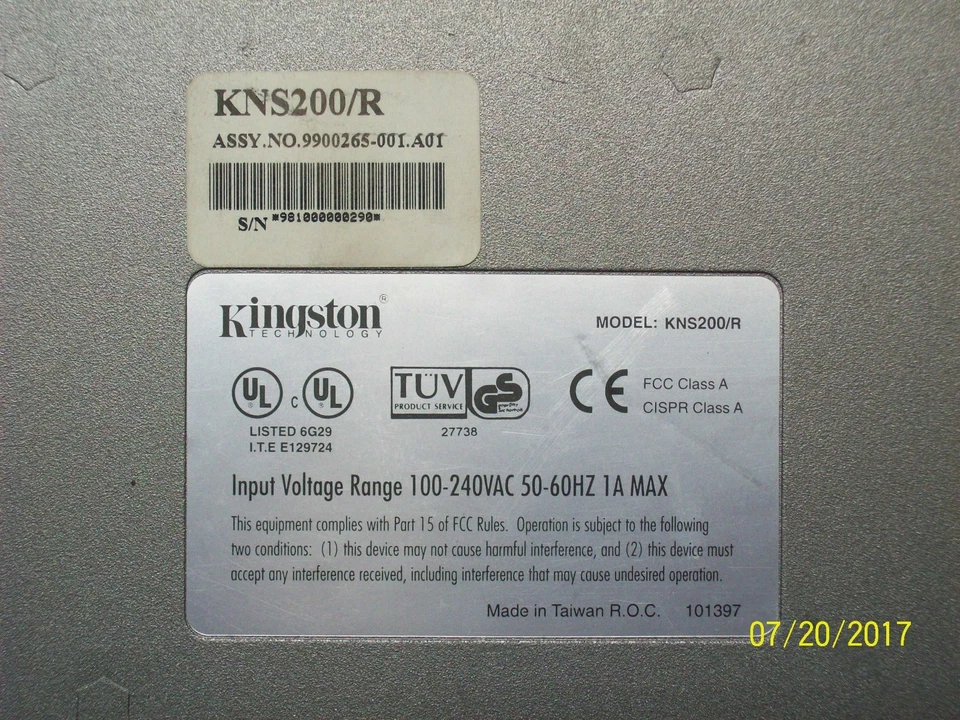 KNS200/R
ASSY.NO.9900265-001.A01
S/N *981000000290*
Kingston®
TECHNOLOGY
MODEL: KNS200/R
UL c UL
LISTED 6G29
I.T.E E129724
TÜV
PRODUCT SERVICE
GS
27738
CE
FCC Class A
CISPR Class A
Input Voltage Range 100-240VAC 50-60HZ 1A MAX
This equipment complies with Part 15 of FCC Rules. Operation is subject to the following
two conditions: (1) this device may not cause harmful interference, and (2) this device must
accept any interference received, including interference that may cause undesired operation.
Made in Taiwan R.O.C. 101397
07/20/2017